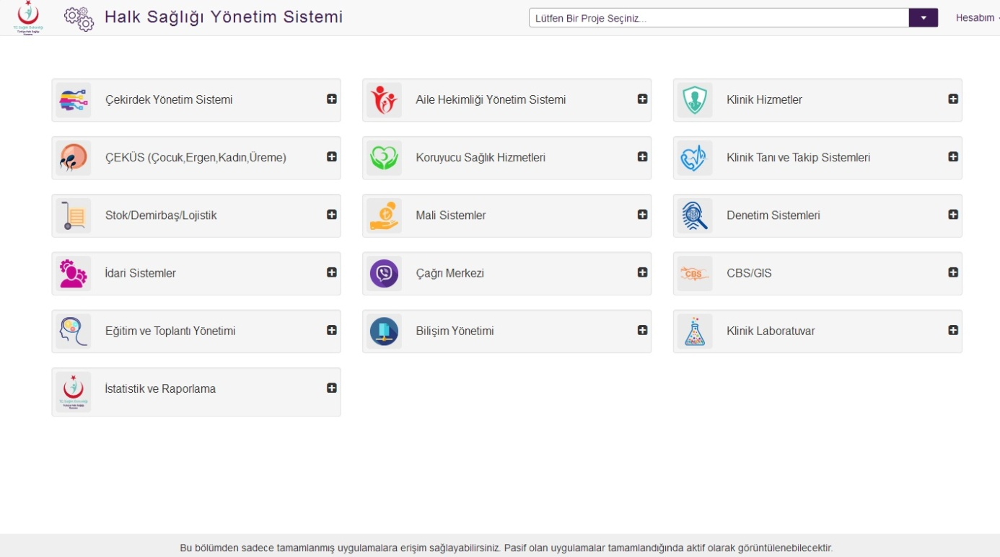 Halk Sağlığı Yönetim Sistemi
Lütfen Bir Proje Seçiniz...
Hesabım
Çekirdek Yönetim Sistemi
Aile Hekimliği Yönetim Sistemi
Klinik Hizmetler
ÇEKÜS (Çocuk,Ergen,Kadın,Üreme)
Koruyucu Sağlık Hizmetleri
Klinik Tanı ve Takip Sistemleri
Stok/Demirbaş/Lojistik
Mali Sistemler
Denetim Sistemleri
İdari Sistemler
Çağrı Merkezi
CBS
CBS/GIS
Eğitim ve Toplantı Yönetimi
Bilişim Yönetimi
Klinik Laboratuvar
İstatistik ve Raporlama
Bu bölümden sadece tamamlanmış uygulamalara erişim sağlayabilirsiniz. Pasif olan uygulamalar tamamlandığında aktif olarak görüntülenebilecektir.